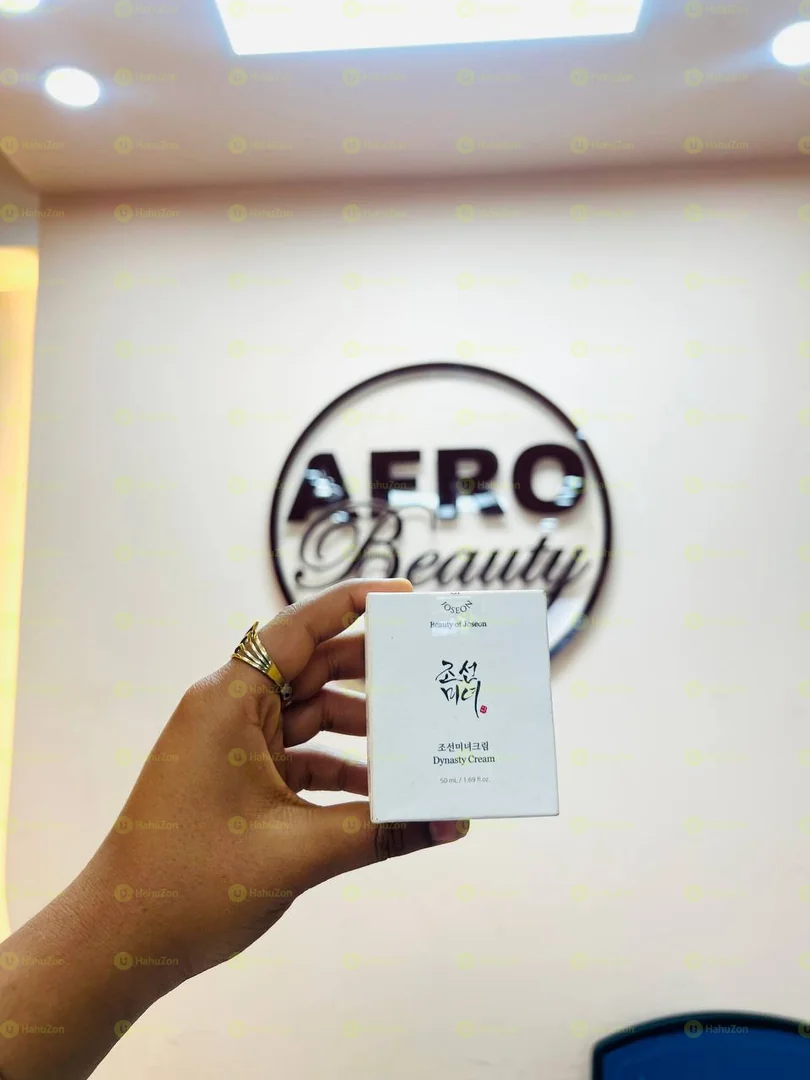 AFRO
Beauty
JOSEON
Beauty of Joseon
조선
미녀
조선미녀크림
Dynasty Cream
50 mL / 1.69 fl.oz.
HahuZon